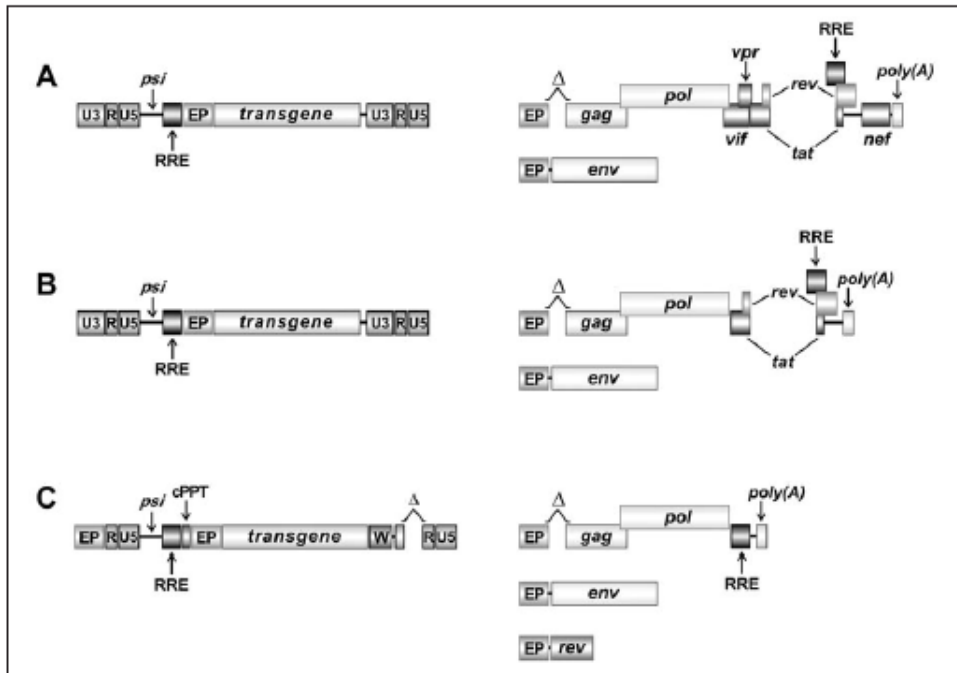 A
psi
U3 R U5 EP transgene U3 R U5
RRE
RRE
vpr
Δ
pol
rev
poly(A)
EP gag
vif
tat
nef
EP env
B
psi
U3 R U5 EP transgene U3 R U5
RRE
RRE
Δ
pol
rev
poly(A)
EP gag
tat
EP env
C
psi
cPPT
Δ
EP R U5 EP transgene W R U5
RRE
Δ
pol
poly(A)
EP gag
RRE
EP env
EP rev